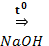 t⁰
→
NaOH